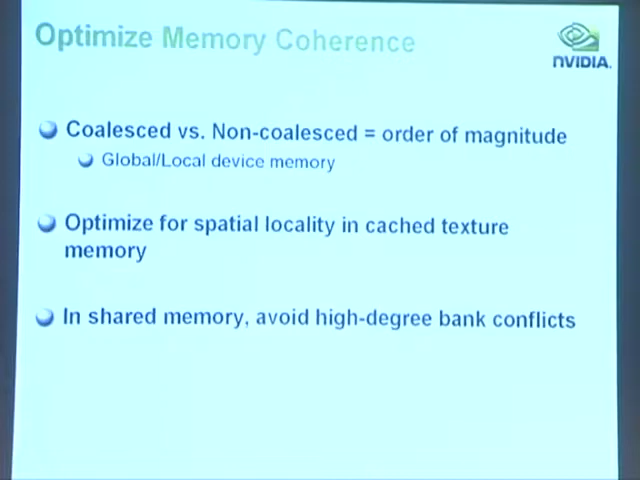 Optimize Memory Coherence
NVIDIA.
Coalesced vs. Non-coalesced = order of magnitude
Global/Local device memory
Optimize for spatial locality in cached texture
memory
In shared memory, avoid high-degree bank conflicts